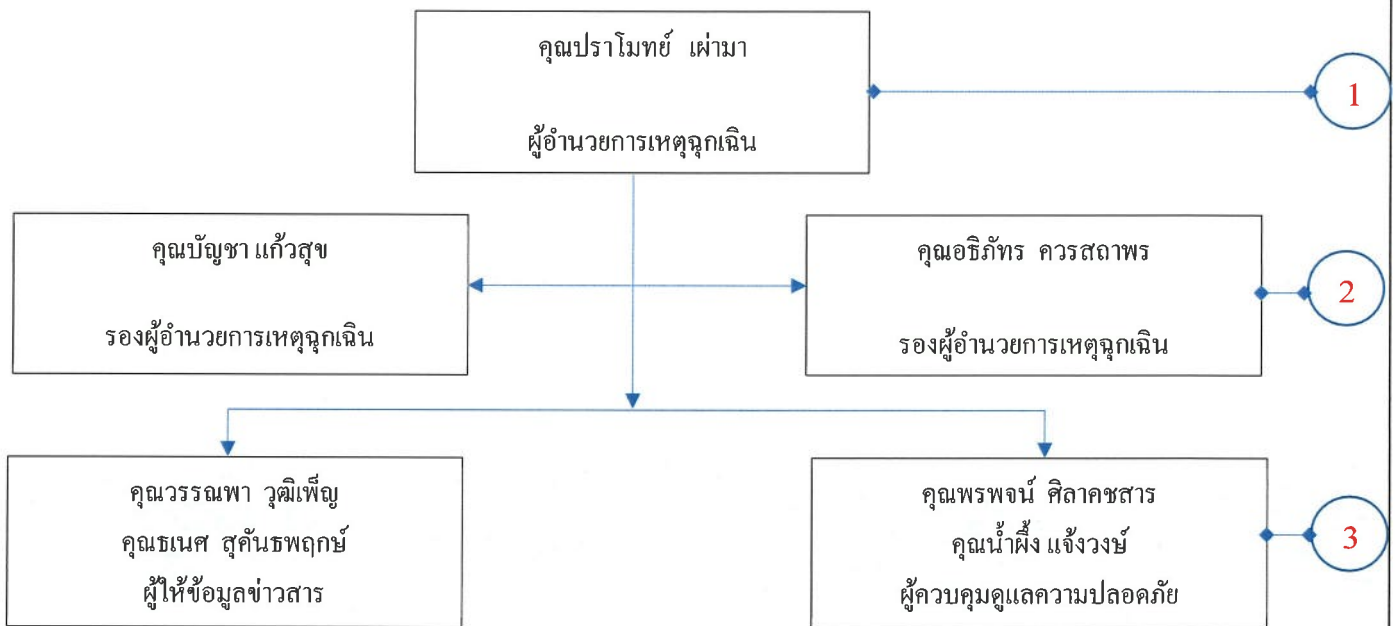 คุณปราโมทย์ เผ่ามา
ผู้อำนวยการเหตุฉุกเฉิน
1
คุณบัญชา แก้วสุข
รองผู้อำนวยการเหตุฉุกเฉิน
คุณอธิภัทร ควรสถาพร
รองผู้อำนวยการเหตุฉุกเฉิน
2
คุณวรรณพา วุฒิเพ็ญ
คุณธเนศ สุคันธพฤกษ์
ผู้ให้ข้อมูลข่าวสาร
คุณพรพจน์ ศิลาคชสาร
คุณน้ำผึ้ง แจ้งวงษ์
ผู้ควบคุมดูแลความปลอดภัย
3